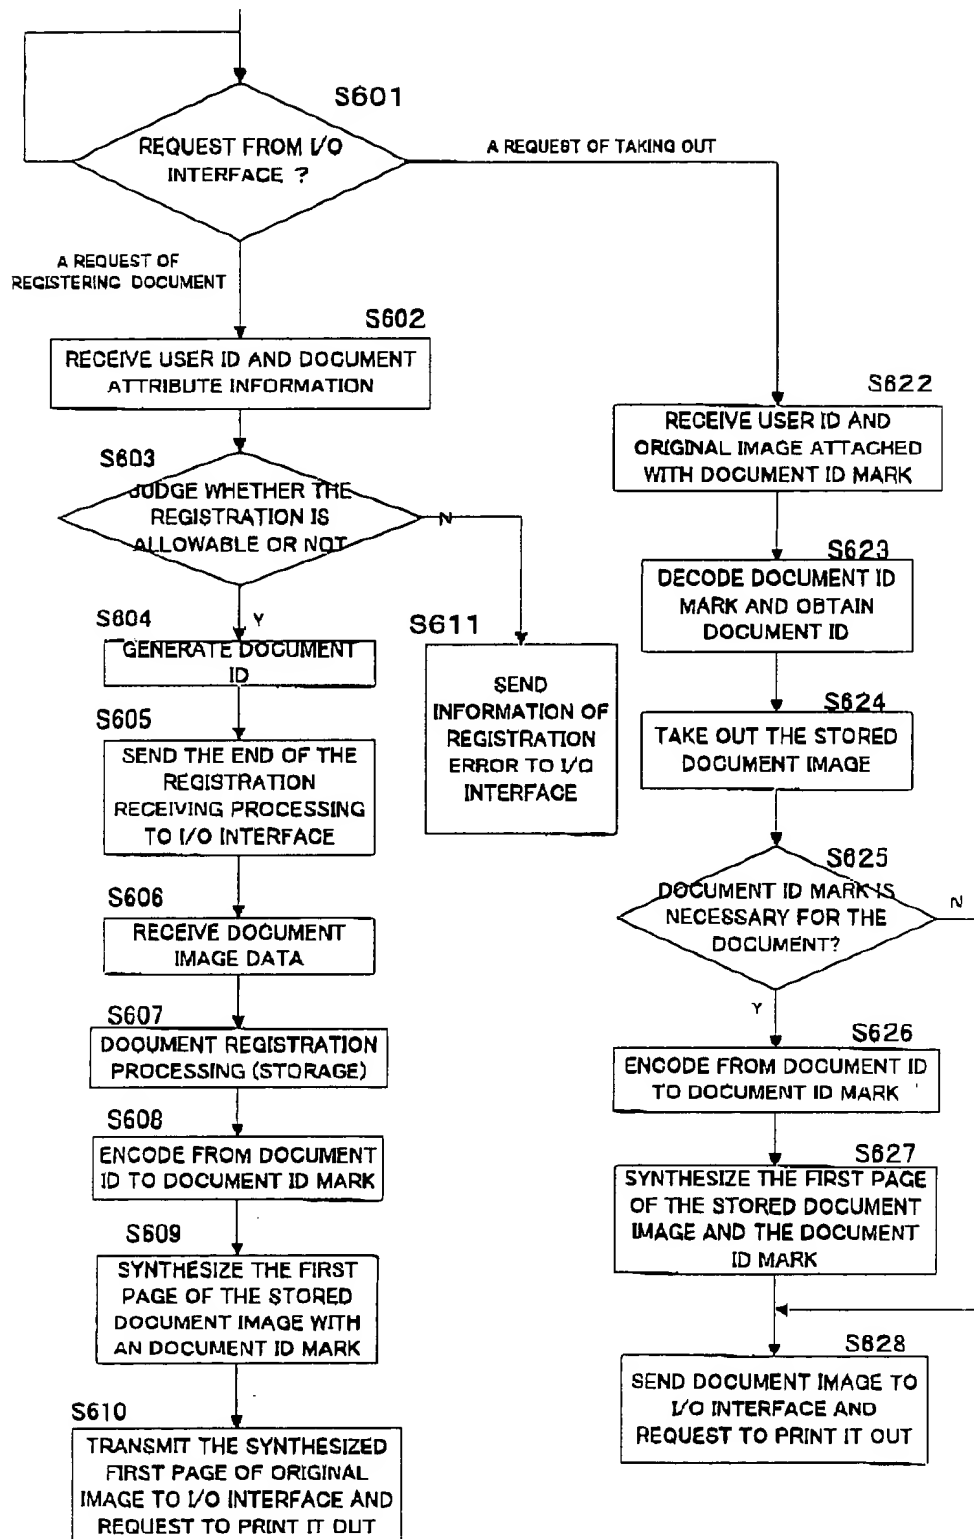 S601
REQUEST FROM I/O
INTERFACE ?
A REQUEST OF TAKING OUT
A REQUEST OF
REGISTERING DOCUMENT
S602
RECEIVE USER ID AND DOCUMENT
ATTRIBUTE INFORMATION
S603
JUDGE WHETHER THE
REGISTRATION IS
ALLOWABLE OR NOT
N
Y
S604
GENERATE DOCUMENT
ID
S605
SEND THE END OF THE
REGISTRATION
RECEIVING PROCESSING
TO I/O INTERFACE
S606
RECEIVE DOCUMENT
IMAGE DATA
S607
DOCUMENT REGISTRATION
PROCESSING (STORAGE)
S608
ENCODE FROM DOCUMENT
ID TO DOCUMENT ID MARK
S609
SYNTHESIZE THE FIRST
PAGE OF THE STORED
DOCUMENT IMAGE WITH
AN DOCUMENT ID MARK
S610
TRANSMIT THE SYNTHESIZED
FIRST PAGE OF ORIGINAL
IMAGE TO I/O INTERFACE AND
REQUEST TO PRINT IT OUT
S611
SEND
INFORMATION OF
REGISTRATION
ERROR TO I/O
INTERFACE
S622
RECEIVE USER ID AND
ORIGINAL IMAGE ATTACHED
WITH DOCUMENT ID MARK
S623
DECODE DOCUMENT ID
MARK AND OBTAIN
DOCUMENT ID
S624
TAKE OUT THE STORED
DOCUMENT IMAGE
S625
DOCUMENT ID MARK IS
NECESSARY FOR THE
DOCUMENT?
N
Y
S626
ENCODE FROM DOCUMENT ID
TO DOCUMENT ID MARK
S627
SYNTHESIZE THE FIRST PAGE
OF THE STORED DOCUMENT
IMAGE AND THE DOCUMENT
ID MARK
S628
SEND DOCUMENT IMAGE TO
I/O INTERFACE AND
REQUEST TO PRINT IT OUT